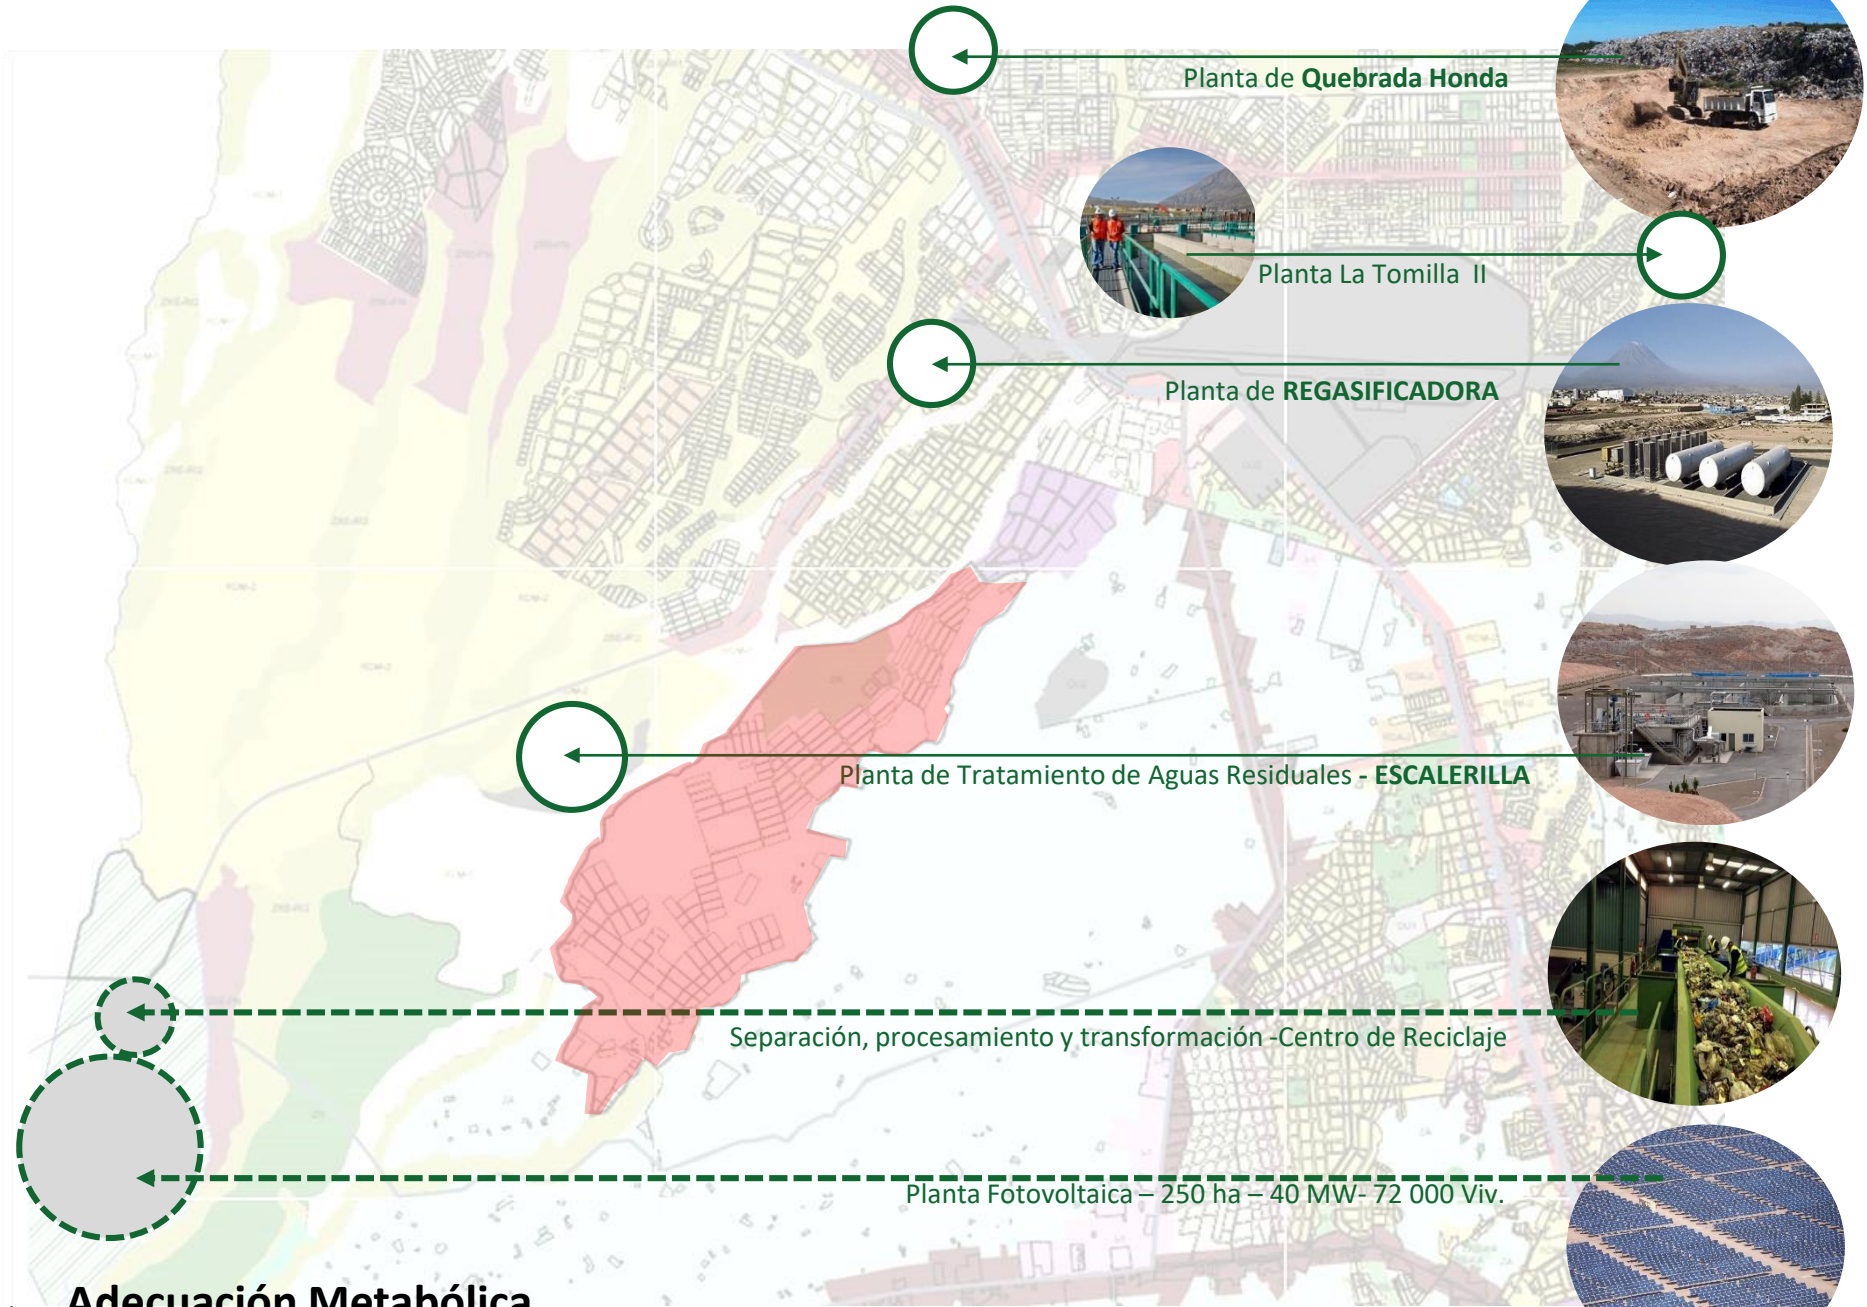 Planta de Quebrada Honda
Planta La Tomilla II
Planta de REGASIFICADORA
Planta de Tratamiento de Aguas Residuales - ESCALERILLA
Separación, procesamiento y transformación -Centro de Reciclaje
Planta Fotovoltaica – 250 ha – 40 MW- 72 000 Viv.
Adecuación Metabólica